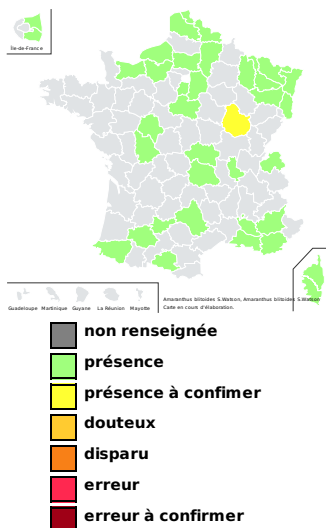 Île-de-France
Guadeloupe Martinique Guyane La Réunion Mayotte
Amaranthus blitoides S.Watson, Amaranthus blitoides S.Watson
Carte en cours d'élaboration.
non renseignée
présence
présence à confimer
douteux
disparu
erreur
erreur à confirmer